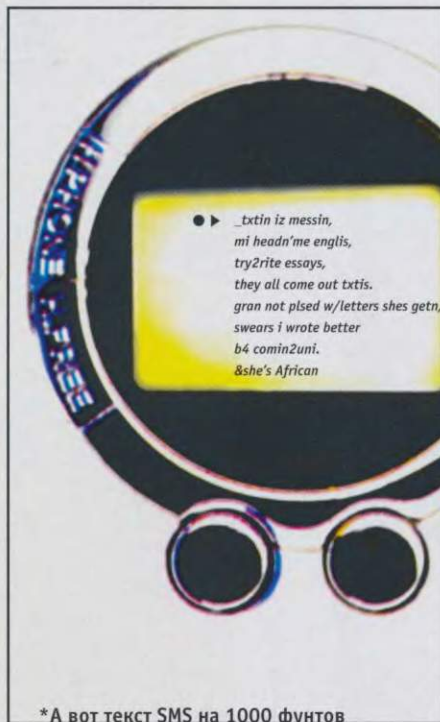 _txtin iz messin,
mi headn'me englis,
try2rite essays,
they all come out txtis.
gran not plsed w/letters shes getn,
swears i wrote better
b4 comin2uni.
&she's African
*А вот текст SMS на 1000 фунтов